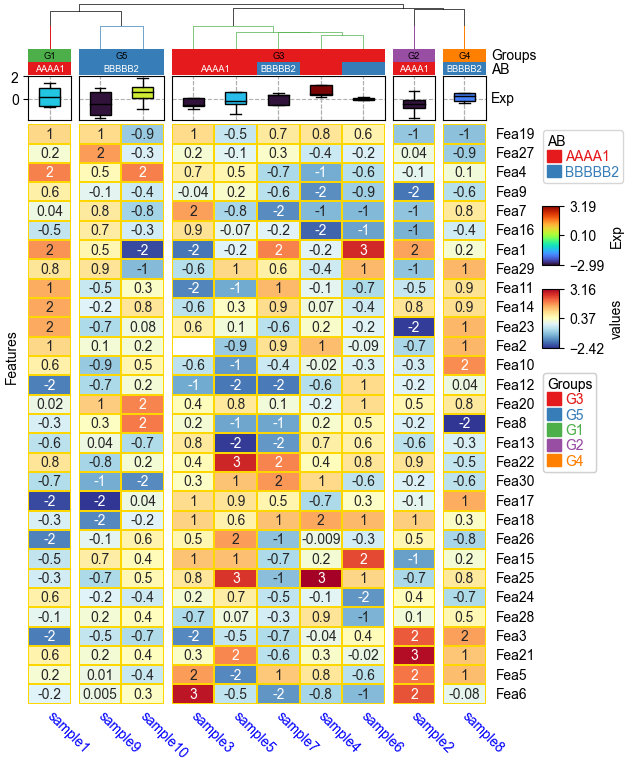 G1 G5 G3 G2 G4 Groups
AAAA1 BBBBB2 AAAA1 BBBBB2 AAAA1 BBBBB2 AB
2
0 Exp
1 1 -0.9 1 -0.5 0.7 0.8 0.6 -1 -1 Fea19
0.2 2 -0.3 0.2 -0.1 0.3 -0.4 -0.2 0.04 -0.9 Fea27
2 0.5 2 0.7 0.5 -0.7 -1 -0.6 -0.1 0.1 Fea4
0.6 -0.1 -0.4 -0.04 0.2 -0.6 -2 -0.9 -2 -0.6 Fea9
0.04 0.8 -0.8 2 -0.8 -2 -1 -1 -1 0.8 Fea7
-0.5 0.7 -0.3 0.9 -0.07 -0.2 -2 -1 -1 -0.4 Fea16
2 0.5 -2 -2 -0.2 2 -0.2 3 2 0.2 Fea1
0.8 0.9 -1 -0.6 1 0.6 -0.4 1 -1 1 Fea29
1 -0.5 0.3 -2 -1 1 -0.1 -0.7 -0.5 0.9 Fea11
2 -0.2 0.8 -0.6 0.3 0.9 0.07 -0.4 0.8 0.9 Fea14
2 -0.7 0.08 0.6 0.1 -0.6 0.2 -0.2 -2 1 Fea23
1 0.1 0.2 -0.9 0.9 1 -0.09 -0.7 1 Fea2
0.6 -0.9 0.5 -0.6 -1 -0.4 -0.02 -0.3 -0.3 2 Fea10
-2 -0.7 0.2 -1 -2 -2 -0.6 1 -0.2 0.04 Fea12
0.02 1 2 0.4 0.8 0.1 -0.2 1 0.5 0.8 Fea20
-0.3 0.3 2 0.2 -1 -1 0.2 0.5 -0.2 -2 Fea8
-0.6 0.04 -0.7 0.8 -2 -2 0.7 0.6 -0.6 -0.3 Fea13
0.8 -0.8 0.2 0.4 3 2 0.4 0.8 0.9 -0.5 Fea22
-0.7 -1 -2 0.3 1 2 1 -0.6 -0.2 -0.6 Fea30
-2 -2 0.04 1 0.9 0.5 -0.7 0.3 -0.1 1 Fea17
-0.3 -2 -0.2 1 0.6 1 2 1 1 0.3 Fea18
-2 -0.1 0.6 0.5 2 -1 -0.009 -0.3 0.5 -0.8 Fea26
-0.5 0.7 0.4 1 1 -0.7 0.2 2 -1 0.2 Fea15
-0.3 -0.7 0.5 0.8 3 -1 3 1 -0.7 0.8 Fea25
0.6 -0.2 -0.4 0.2 0.7 -0.5 -0.1 -2 0.4 -0.7 Fea24
-0.1 0.2 0.4 -0.7 0.07 -0.3 0.9 -1 0.1 0.5 Fea28
-2 -0.5 -0.7 -2 -0.5 -0.7 -0.04 0.4 2 2 Fea3
0.6 0.2 0.4 0.3 2 -0.6 0.3 -0.02 3 1 Fea21
0.2 0.01 -0.4 2 -2 1 0.8 -0.6 2 1 Fea5
-0.2 0.005 0.3 3 -0.5 -2 -0.8 -1 2 -0.08 Fea6
sample1 sample9 sample10 sample3 sample5 sample7 sample4 sample6 sample2 sample8
Features
AB
AAAA1
BBBBB2
3.19
0.10
−2.99
Exp
3.16
0.37
−2.42
values
Groups
G3
G5
G1
G2
G4